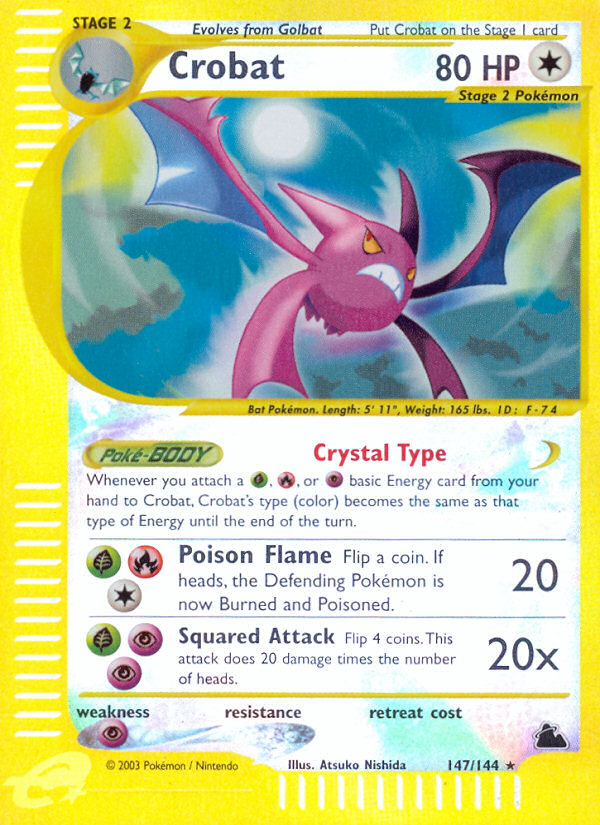 STAGE 2
Evolves from Golbat Put Crobat on the Stage 1 card
Crobat 80 HP
Stage 2 Pokémon
Bat Pokémon. Length: 5' 11", Weight: 165 lbs. ID: F-74
Poké-BODY Crystal Type
Whenever you attach a , , or basic Energy card from your
hand to Crobat, Crobat's type (color) becomes the same as that
type of Energy until the end of the turn.
Poison Flame Flip a coin. If
heads, the Defending Pokémon is
now Burned and Poisoned.
20
Squared Attack Flip 4 coins. This
attack does 20 damage times the number
of heads.
20x
weakness resistance retreat cost
© 2003 Pokémon / Nintendo Illus. Atsuko Nishida 147/144 ★